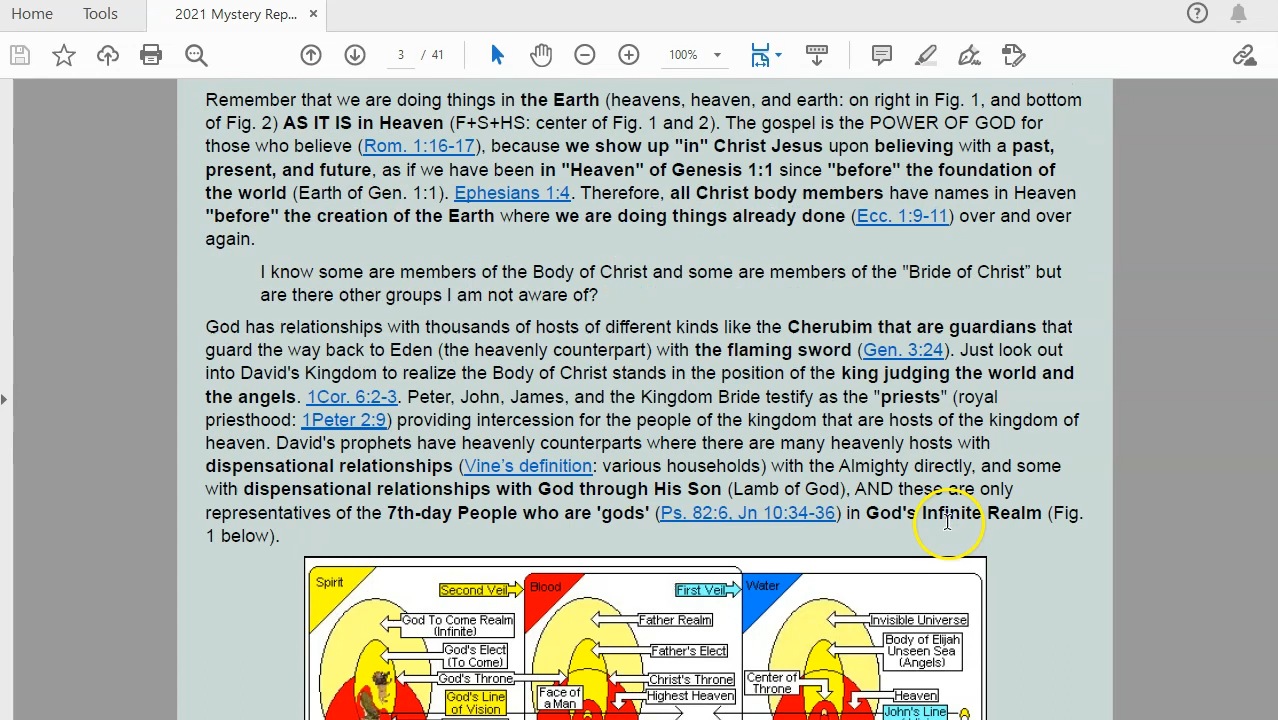 Home Tools 2021 Mystery Rep... ×
3 / 41 100%
Remember that we are doing things in the Earth (heavens, heaven, and earth: on right in Fig. 1, and bottom
of Fig. 2) AS IT IS in Heaven (F+S+HS: center of Fig. 1 and 2). The gospel is the POWER OF GOD for
those who believe (Rom. 1:16-17), because we show up "in" Christ Jesus upon believing with a past,
present, and future, as if we have been in "Heaven" of Genesis 1:1 since "before" the foundation of
the world (Earth of Gen. 1:1). Ephesians 1:4. Therefore, all Christ body members have names in Heaven
"before" the creation of the Earth where we are doing things already done (Ecc. 1:9-11) over and over
again.
I know some are members of the Body of Christ and some are members of the "Bride of Christ” but
are there other groups I am not aware of?
God has relationships with thousands of hosts of different kinds like the Cherubim that are guardians that
guard the way back to Eden (the heavenly counterpart) with the flaming sword (Gen. 3:24). Just look out
into David's Kingdom to realize the Body of Christ stands in the position of the king judging the world and
the angels. 1Cor. 6:2-3. Peter, John, James, and the Kingdom Bride testify as the "priests" (royal
priesthood: 1Peter 2:9) providing intercession for the people of the kingdom that are hosts of the kingdom of
heaven. David's prophets have heavenly counterparts where there are many heavenly hosts with
dispensational relationships (Vine’s definition: various households) with the Almighty directly, and some
with dispensational relationships with God through His Son (Lamb of God), AND these are only
representatives of the 7th-day People who are 'gods' (Ps. 82:6, Jn 10:34-36) in God's Infinite Realm (Fig.
1 below).
Spirit Second Veil Blood First Veil Water
God To Come Realm
(Infinite)
Father Realm
Invisible Universe
God's Elect
(To Come)
Father's Elect
Body of Elijah
Unseen Sea
(Angels)
God's Throne
Christ's Throne
Center of
Throne
God's Line
of Vision
Face of
a Man
Highest Heaven
Heaven
John's Line